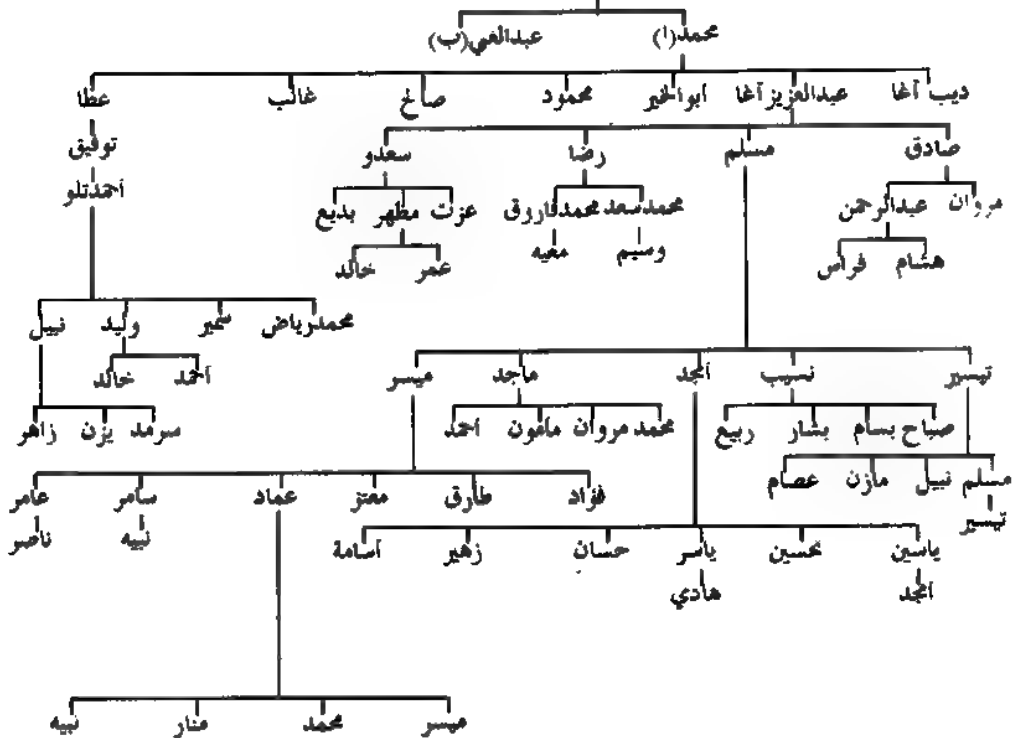 محمد(ا) عبدالغني(ب)
ديب آغا عبدالعزيز آغا ابوالخير محمود صالح غالب عطا
صادق مسلم رضا سعدو توفيق
مروان عبدالرحمن محمدسعد محمدفاروق عزت مظهر بديع أحمدتللو
هشام فراس وسيم مغيه عمر خالد
محمدرياض سمير وليد نبيل
تيسير نسيب أمجد ماجد ميسر أحمد خالد
صباح بسام بشار ربيع محمد مروان مأمون أحمد سرمد يزن زاهر
مسلم نبيل مازن عصام فؤاد طارق معتز عماد سامر عامر
تيسير نبيه ناصر
ياسين تحسين ياسر حسان زهير أسامة
أمجد هادي
ميسر محمد منار نبيه